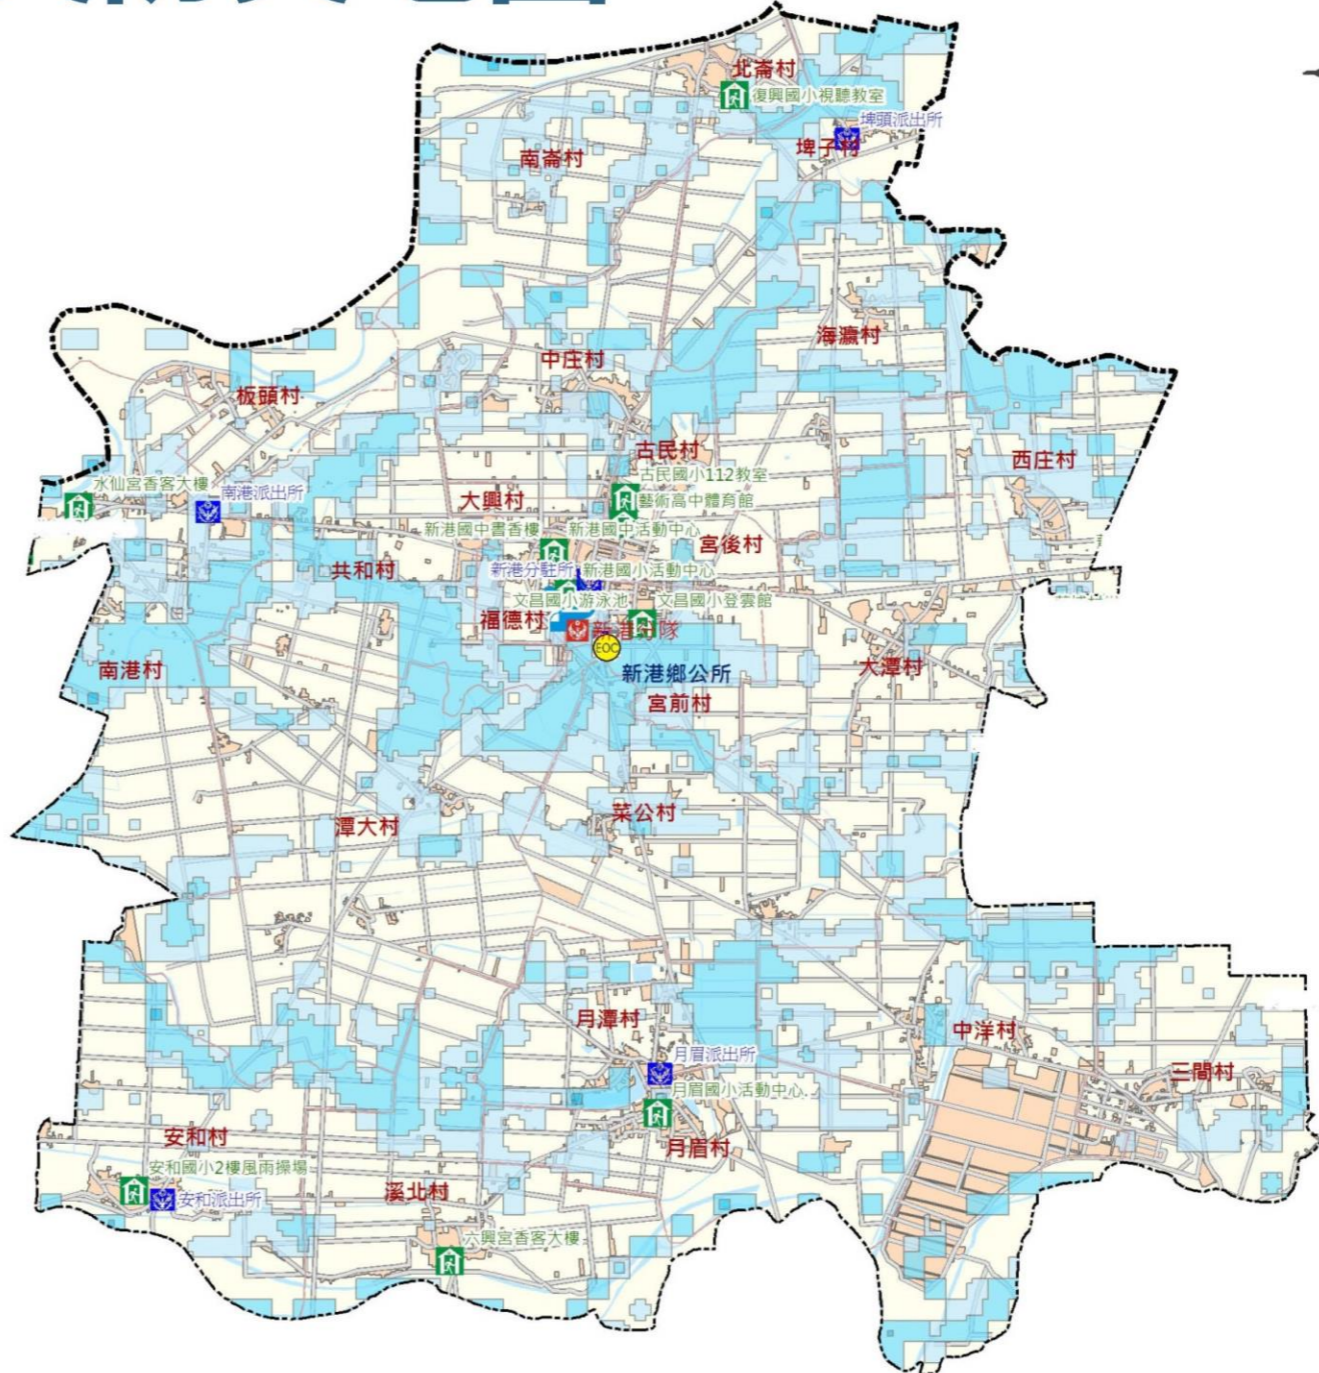 北崙村
復興國小視聽教室
埤頭派出所
埤子村
南崙村
海瀛村
中庄村
板頭村
古民村
西庄村
古民國小112教室
水仙宮香客大樓
南港派出所
大興村
藝術高中體育館
新港國中書香樓
新港國中活動中心
宮後村
共和村
新港分駐所
新港國小活動中心
文昌國小游泳池
文昌國小登雲館
福德村
新港分隊
EOC
南港村
新港鄉公所
大潭村
宮前村
菜公村
潭大村
月潭村
中洋村
月眉派出所
三間村
月眉國小活動中心
安和村
月眉村
安和國小2樓風雨操場
溪北村
安和派出所
六興宮香客大樓